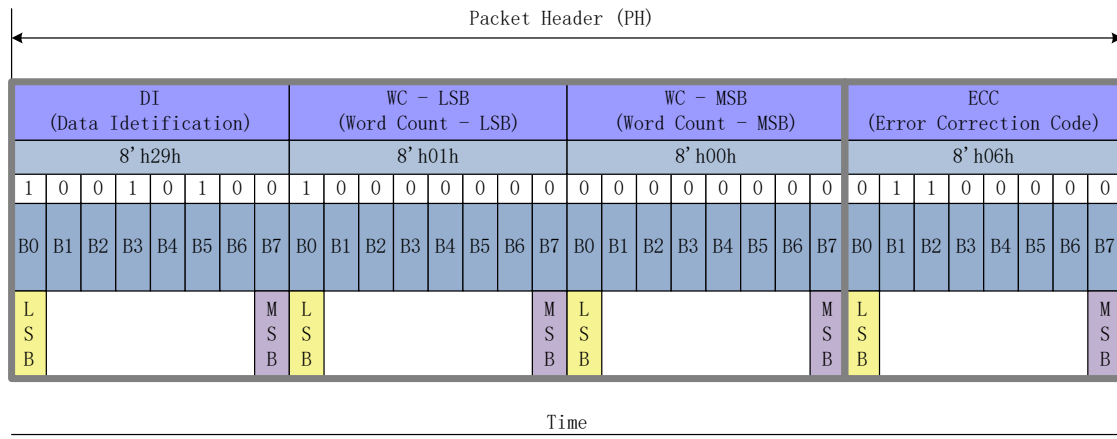 Packet Header (PH)
DI WC - LSB WC - MSB ECC
(Data Idetification) (Word Count - LSB) (Word Count - MSB) (Error Correction Code)
8'h29h 8'h01h 8'h00h 8'h06h
1 0 0 1 0 1 0 0 1 0 0 0 0 0 0 0 0 0 0 0 0 0 0 0 0 1 1 0 0 0 0 0
B0 B1 B2 B3 B4 B5 B6 B7 B0 B1 B2 B3 B4 B5 B6 B7 B0 B1 B2 B3 B4 B5 B6 B7 B0 B1 B2 B3 B4 B5 B6 B7
L M L M L M L M
S S S S S S S S
B B B B B B B B
Time